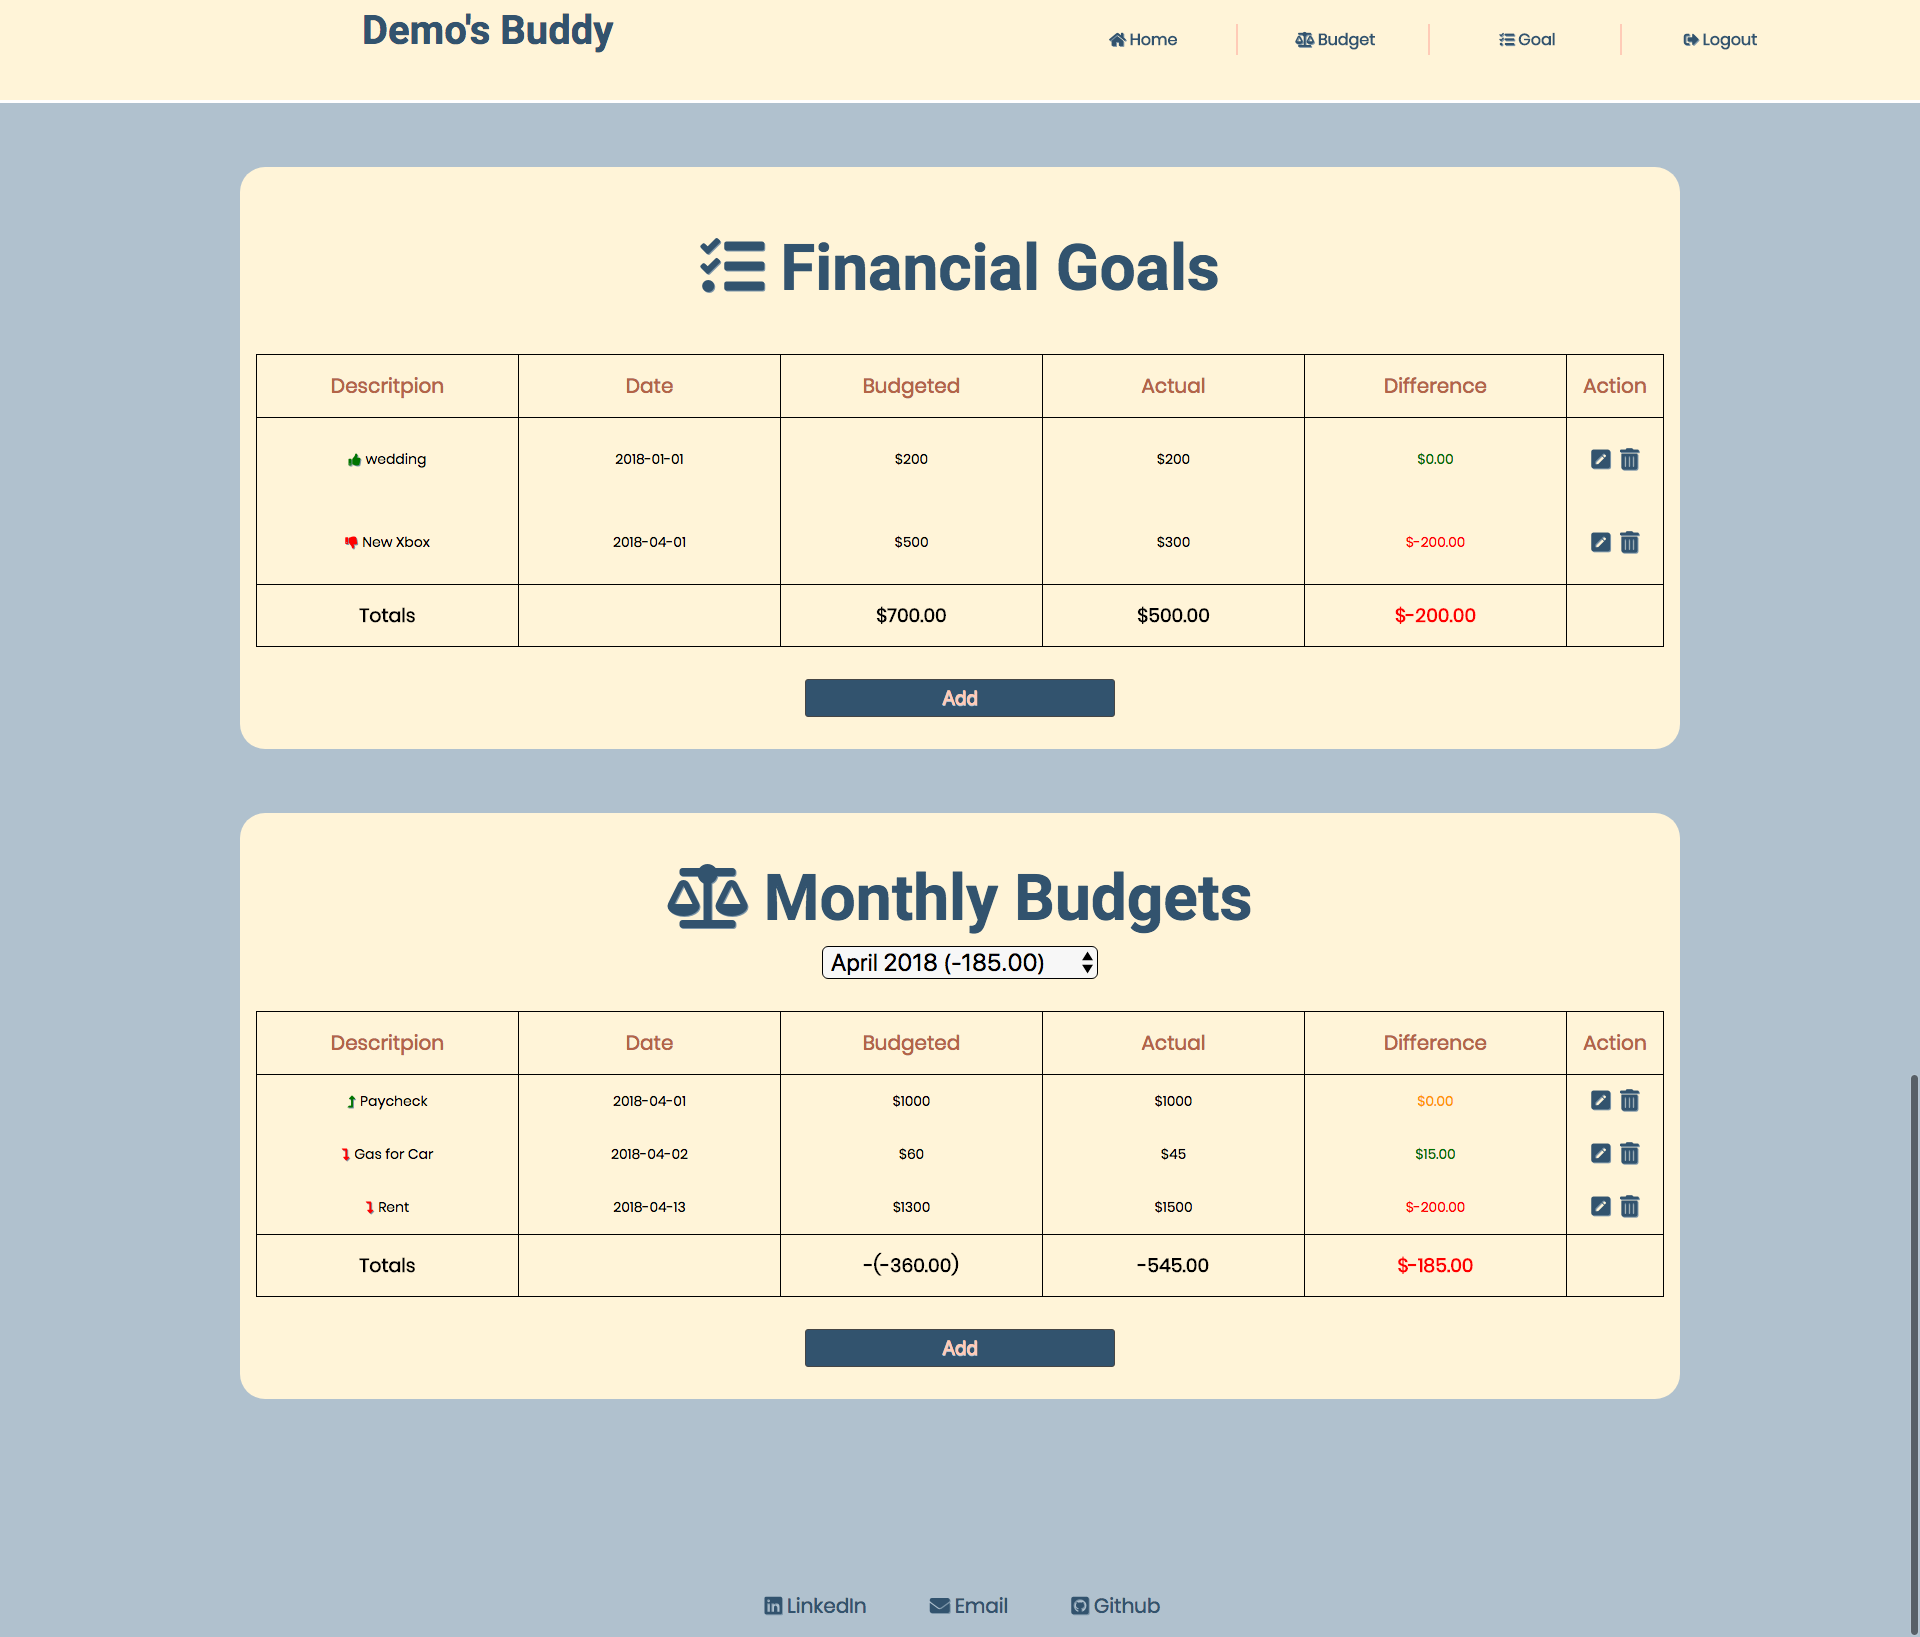 Demo's Buddy
Home Budget Goal Logout
Financial Goals
Descritpion Date Budgeted Actual Difference Action
wedding 2018-01-01 $200 $200 $0.00
New Xbox 2018-04-01 $500 $300 $-200.00
Totals $700.00 $500.00 $-200.00
Add
Monthly Budgets
April 2018 (-185.00)
Descritpion Date Budgeted Actual Difference Action
Paycheck 2018-04-01 $1000 $1000 $0.00
Gas for Car 2018-04-02 $60 $45 $15.00
Rent 2018-04-13 $1300 $1500 $-200.00
Totals -(-360.00) -545.00 $-185.00
Add
LinkedIn Email Github